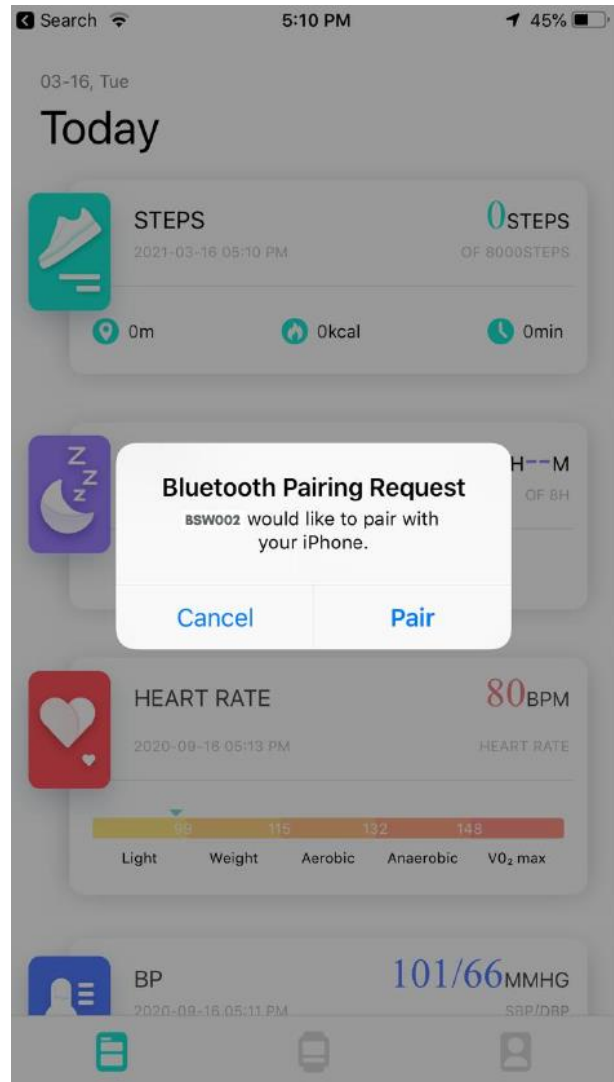 Search 5:10 PM 45%
03-16, Tue
Today
STEPS 0STEPS
2021-03-16 05:10 PM OF 8000STEPS
0m 0kcal 0min
Z
Z
Z
H--M
OF 8H
Bluetooth Pairing Request
BSW002 would like to pair with
your iPhone.
Cancel Pair
HEART RATE 80BPM
2020-09-16 05:13 PM HEART RATE
99 115 132 148
Light Weight Aerobic Anaerobic VO₂ max
BP 101/66MMHG
2020-09-16 05:11 PM SBP/DBP